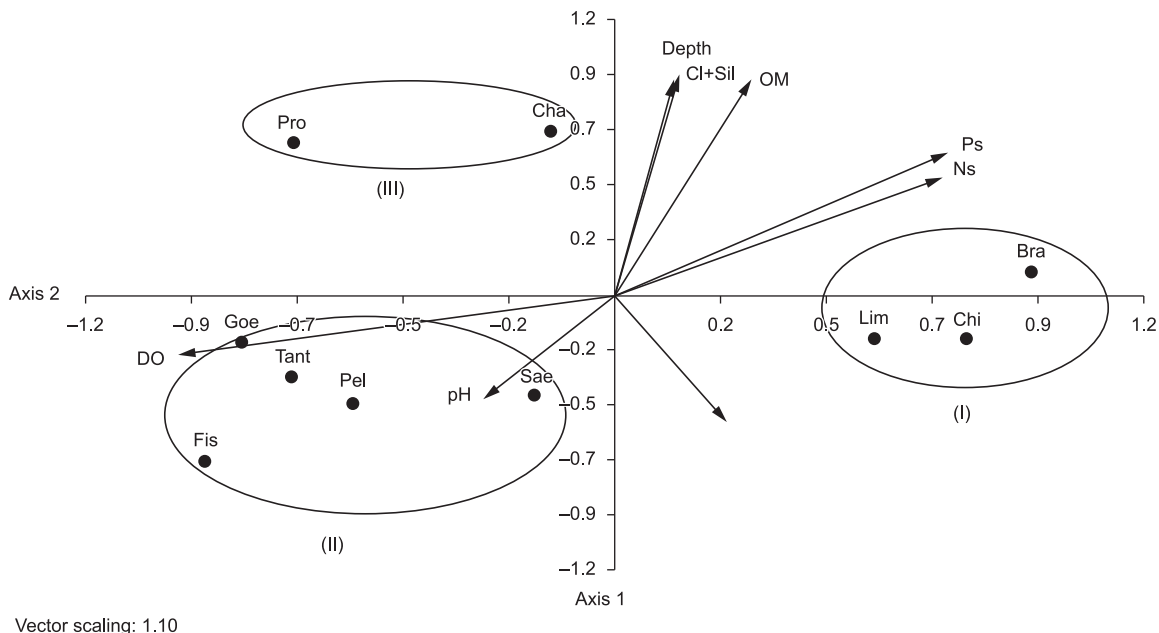 1.2
Depth
0.9
Cl+Sil
OM
Cha
0.7
Pro
Ps
(III)
Ns
0.5
0.2
Bra
Axis 2
–1.2
–0.9
–0.7
–0.5
–0.2
0.2
0.5
0.7
0.9
1.2
Goe
Lim
Chi
DO
Tant
–0.2
Pel
pH
Sae
–0.5
(I)
Fis
–0.7
–0.9
(II)
–1.2
Axis 1
Vector scaling: 1.10